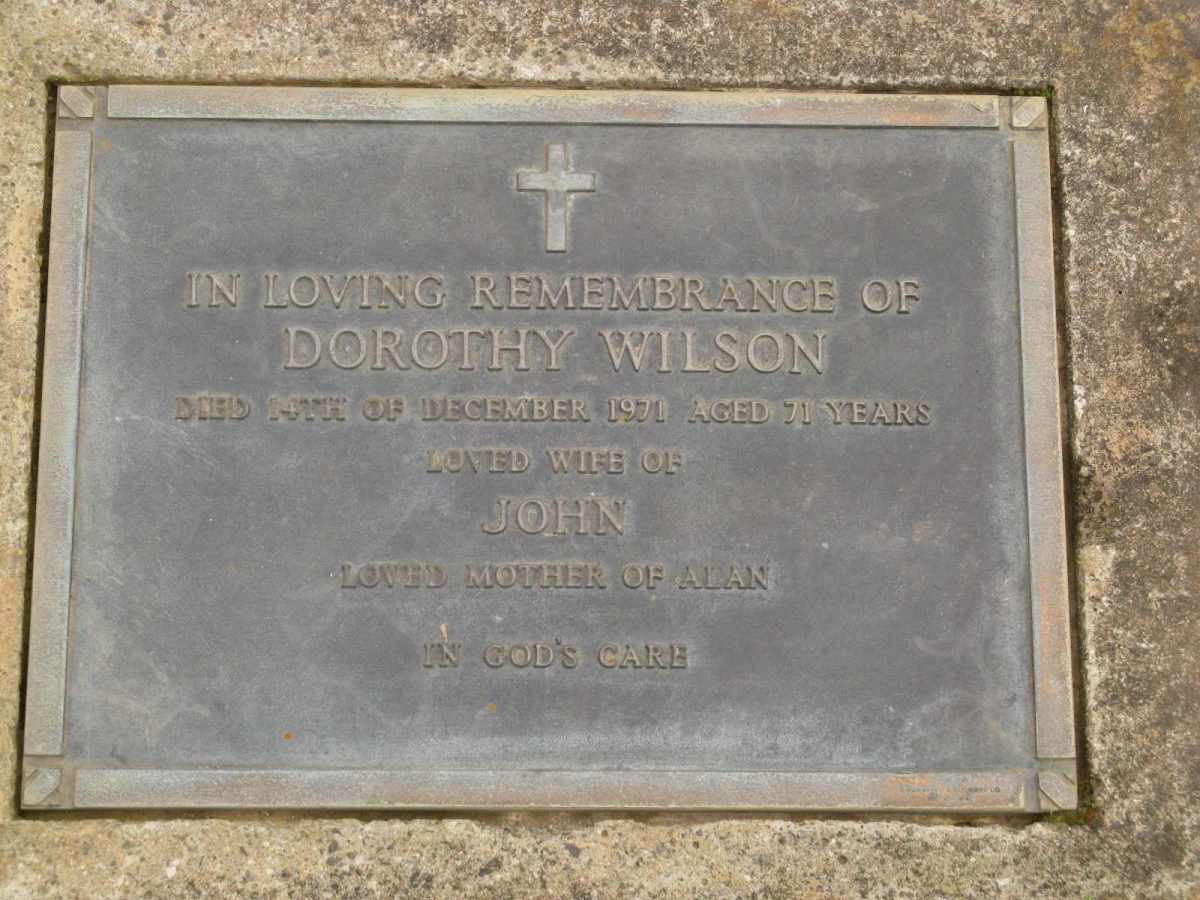 IN LOVING REMEMBRANCE OF
DOROTHY WILSON
DIED 14TH OF DECEMBER 1971 AGED 71 YEARS
LOVED WIFE OF
JOHN
LOVED MOTHER OF ALAN
IN GOD'S CARE